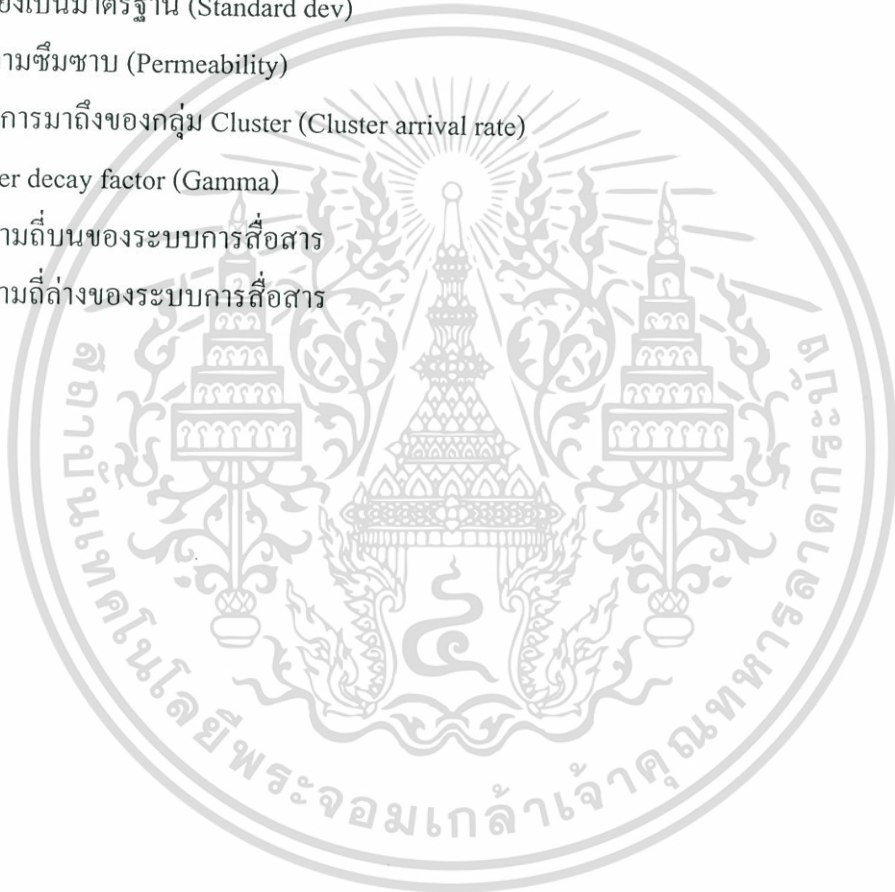 องเบนมาตรฐาน (Standard dev)
ามซึมซาบ (Permeability)
การมาถึงของกลุ่ม Cluster (Cluster arrival rate)
er decay factor (Gamma)
ามถี่บนของระบบการสื่อสาร
ามถี่ล่างของระบบการสื่อสาร
สถาบันเทคโนโลยีพระจอมเกล้าเจ้าคุณทหารลาดกระบัง